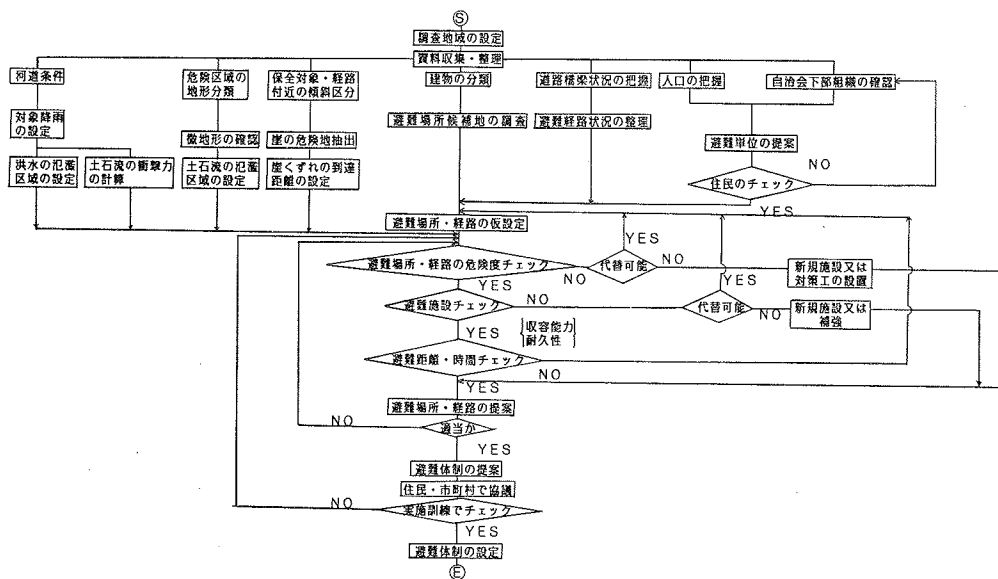 S
調査地域の設定
資料収集・整理
河道条件
危険区域の
地形分類
保全対象・経路
付近の傾斜区分
建物の分類
道路橋梁状況の把握
人口の把握
自治会下部組織の確認
対象降雨
の設定
微地形の確認
崖の危険地抽出
避難場所候補地の調査
避難経路状況の整理
避難単位の提案
洪水の氾濫
区域の設定
土石流の衝撃力
の計算
土石流の氾濫
区域の設定
崖くずれの到達
距離の設定
住民のチェック
NO
YES
避難場所・経路の仮設定
YES
YES
避難場所・経路の危険度チェック
NO
代替可能
NO
新規施設又は
対策工の設置
YES
避難施設チェック
NO
代替可能
NO
新規施設又は
補強
YES
収容能力
耐久性
避難距離・時間チェック
NO
YES
避難場所・経路の提案
NO
適当か
YES
避難体制の提案
住民・市町村で協議
NO
実施訓練でチェック
YES
避難体制の設定
E